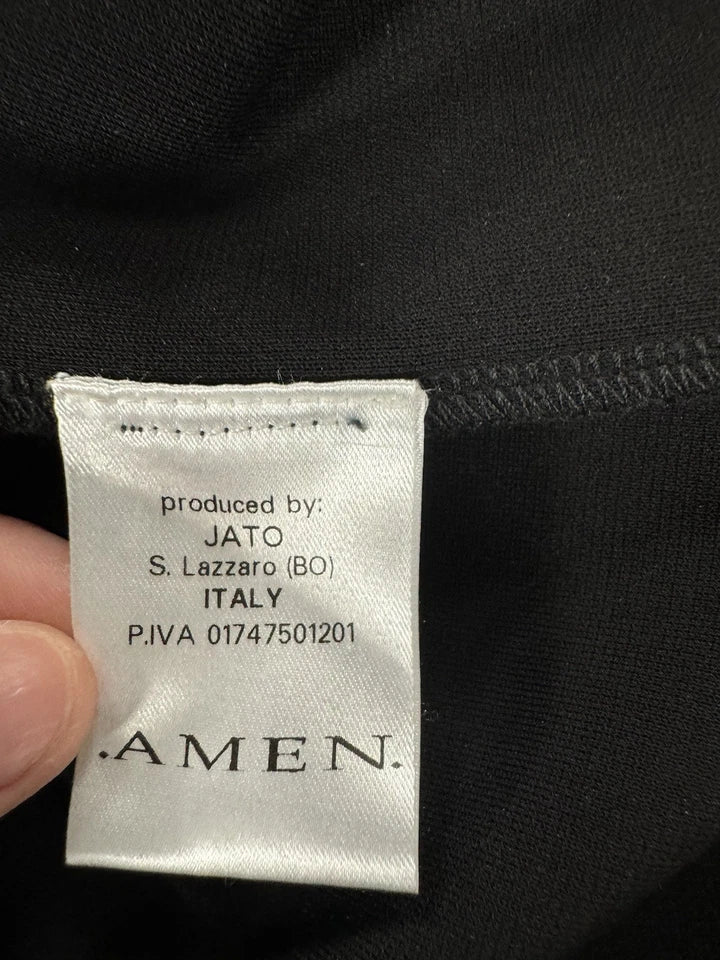 produced by:
JATO
S. Lazzaro (BO)
ITALY
P.IVA 01747501201
.AMEN.